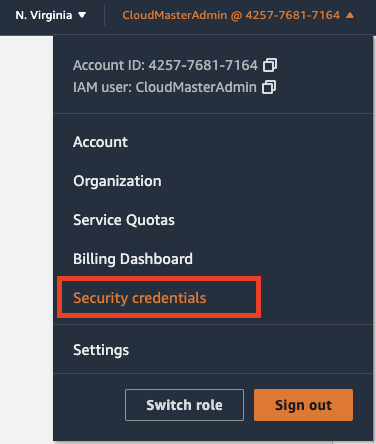 N. Virginia CloudMasterAdmin @ 4257-7681-7164
Account ID: 4257-7681-7164
IAM user: CloudMasterAdmin
Account
Organization
Service Quotas
Billing Dashboard
Security credentials
Settings
Switch role Sign out